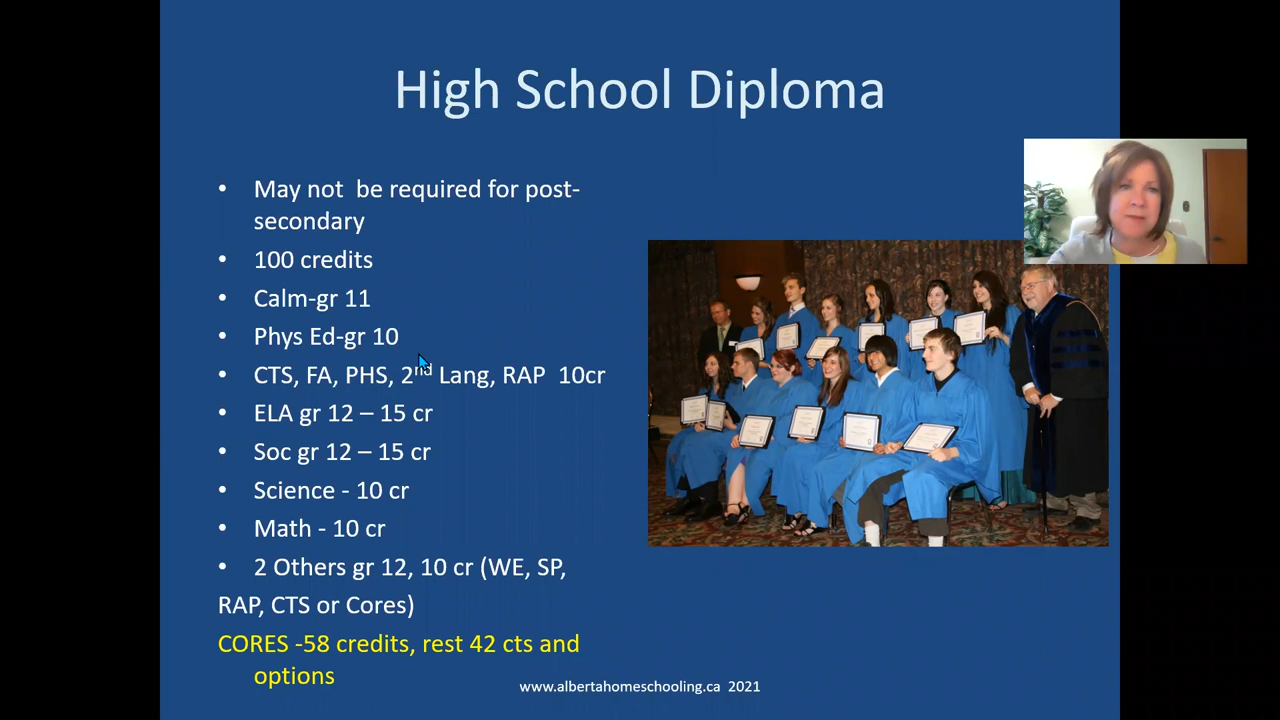 High School Diploma
• May not  be required for post-
secondary
• 100 credits
• Calm-gr 11
• Phys Ed-gr 10
• CTS, FA, PHS, 2nd Lang, RAP  10cr
• ELA gr 12 – 15 cr
• Soc gr 12 – 15 cr
• Science - 10 cr
• Math - 10 cr
• 2 Others gr 12, 10 cr (WE, SP,
RAP, CTS or Cores)
CORES -58 credits, rest 42 cts and
options
www.albertahomeschooling.ca  2021